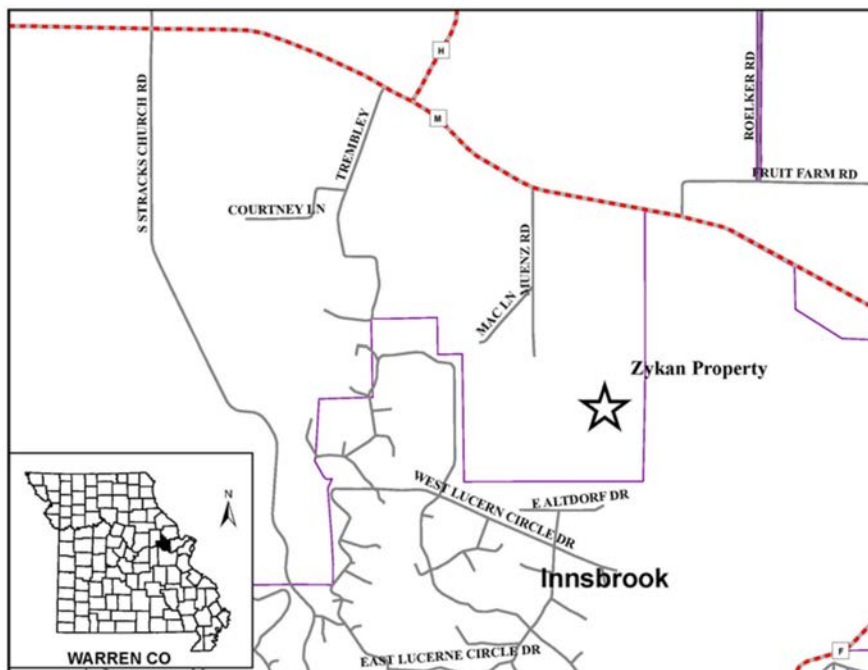 H
M
S STRACKS CHURCH RD
TREMBLEY
ROELKER RD
FRUIT FARM RD
COURTNEY LN
MUENZ RD
MAC LN
Zykan Property
WEST LUCERN CIRCLE DR
E ALTDORF DR
Innsbrook
N
WARREN CO
EAST LUCERNE CIRCLE DR
F